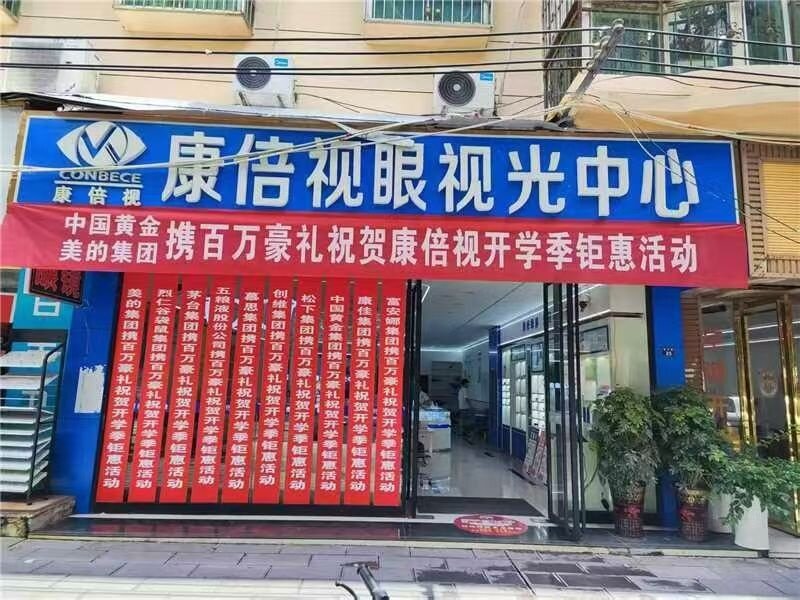 CONBECE
康倍视
康倍视眼视光中心
中国黄金
美的集团
携百万豪礼祝贺康倍视开学季钜惠活动
美的集团携百万豪礼祝贺开学季钜惠活动
烈仁谷袋鼠集团携百万豪礼祝贺开学季钜惠活动
茅台集团携百万豪礼祝贺开学季钜惠活动
五粮液股份公司携百万豪礼祝贺开学季钜惠活动
慕思集团携百万豪礼祝贺开学季钜惠活动
创维集团携百万豪礼祝贺开学季钜惠活动
松下集团携百万豪礼祝贺开学季钜惠活动
中国黄金集团携百万豪礼祝贺开学季钜惠活动
康佳集团携百万豪礼祝贺开学季钜惠活动
富安娜集团携百万豪礼祝贺开学季钜惠活动